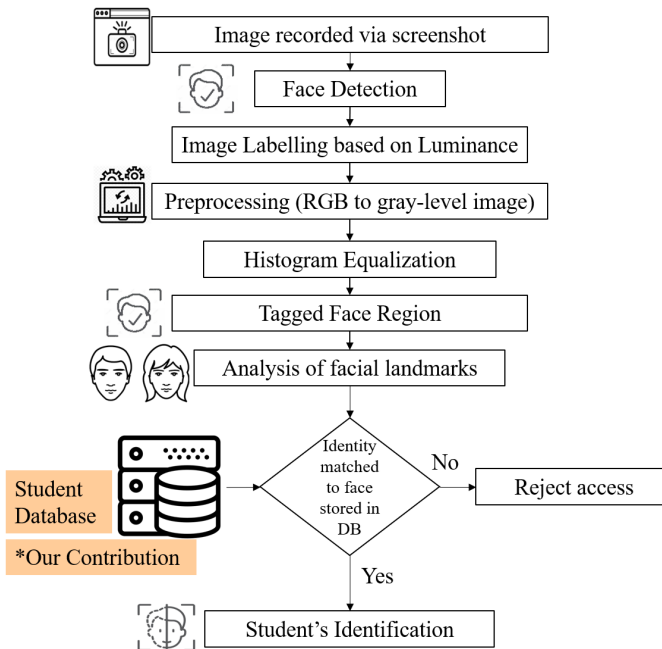 Image recorded via screenshot
Face Detection
Image Labelling based on Luminance
Preprocessing (RGB to gray-level image)
Histogram Equalization
Tagged Face Region
Analysis of facial landmarks
Identity
matched
to face
stored in
DB
No
Reject access
Student
Database
*Our Contribution
Yes
Student’s Identification